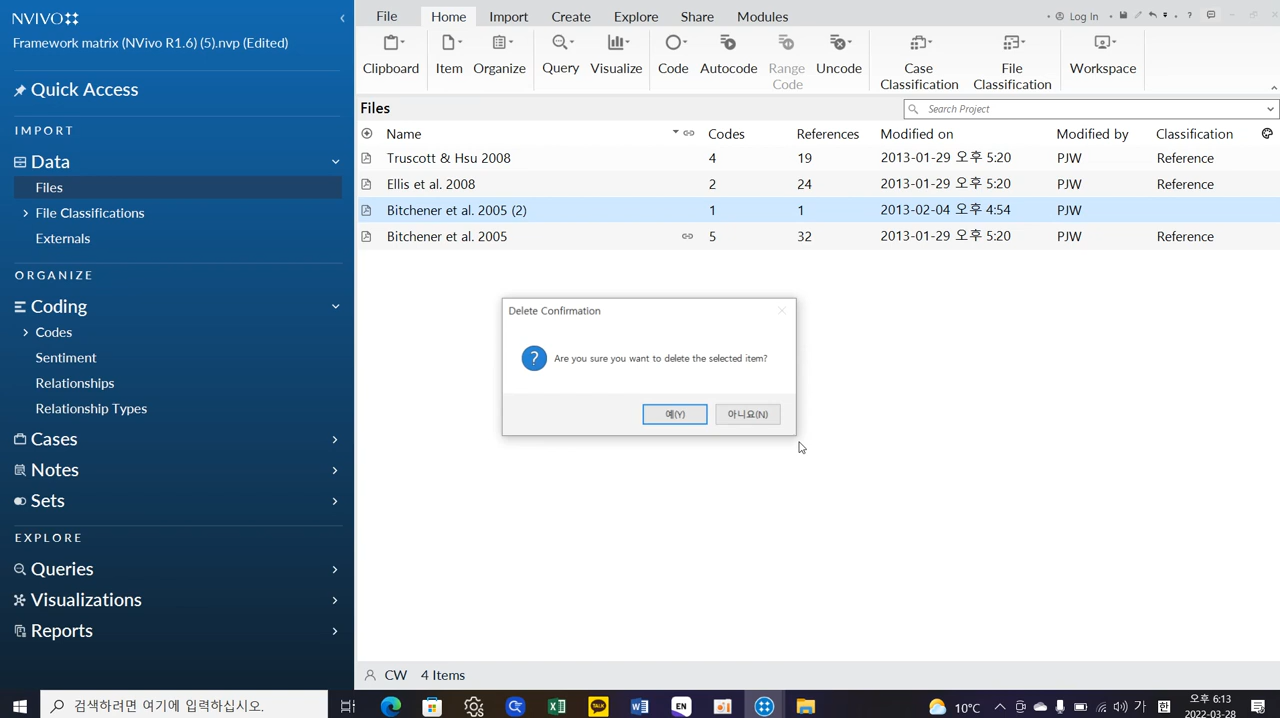 NVIVO
Framework matrix (NVivo R1.6) (5).nvp (Edited)
Quick Access
IMPORT
Data
Files
File Classifications
Externals
ORGANIZE
Coding
Codes
Sentiment
Relationships
Relationship Types
Cases
Notes
Sets
EXPLORE
Queries
Visualizations
Reports
File Home Import Create Explore Share Modules Log In ?
Clipboard Item Organize Query Visualize Code Autocode Range Code Uncode Case Classification File Classification Workspace
Files Search Project
Name Codes References Modified on Modified by Classification
Truscott & Hsu 2008 4 19 2013-01-29 오후 5:20 PJW Reference
Ellis et al. 2008 2 24 2013-01-29 오후 5:20 PJW Reference
Bitchener et al. 2005 (2) 1 1 2013-02-04 오후 4:54 PJW
Bitchener et al. 2005 5 32 2013-01-29 오후 5:20 PJW Reference
Delete Confirmation
Are you sure you want to delete the selected item?
예(Y) 아니요(N)
CW 4 Items
검색하려면 여기에 입력하십시오.
TALK
EN
10°C
가 한
오후 6:13
2022-03-28